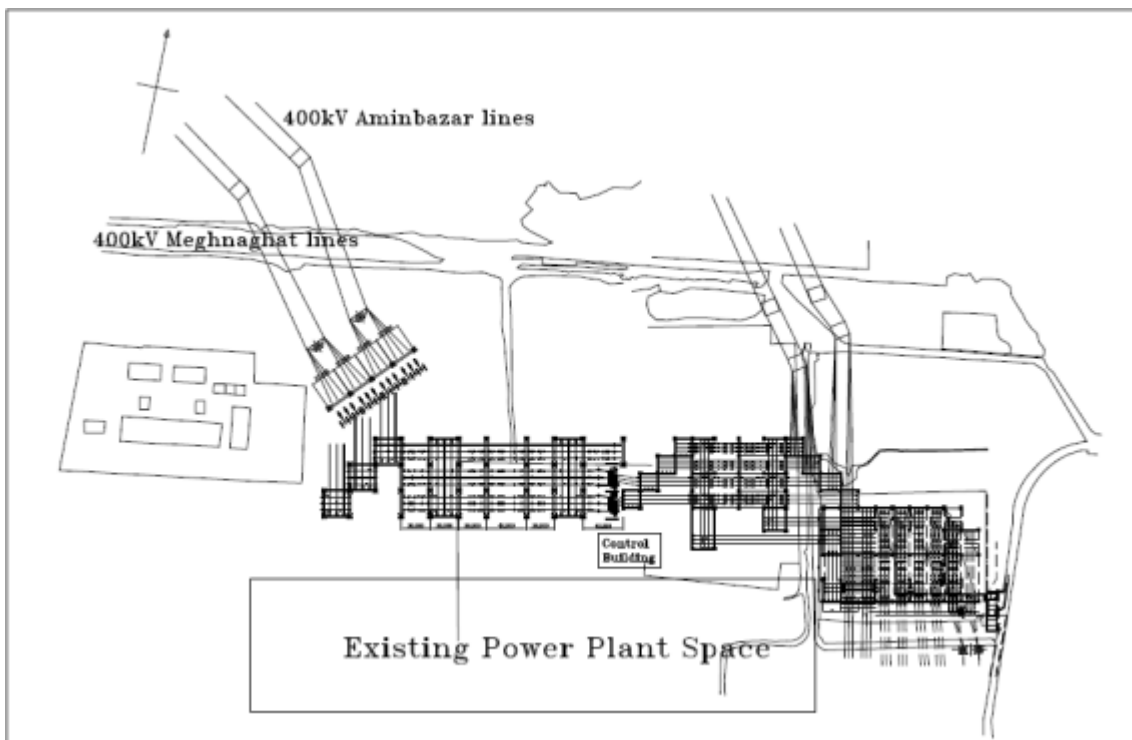 400kV Aminbazar lines
400kV Meghnaghat lines
Control
Building
Existing Power Plant Space